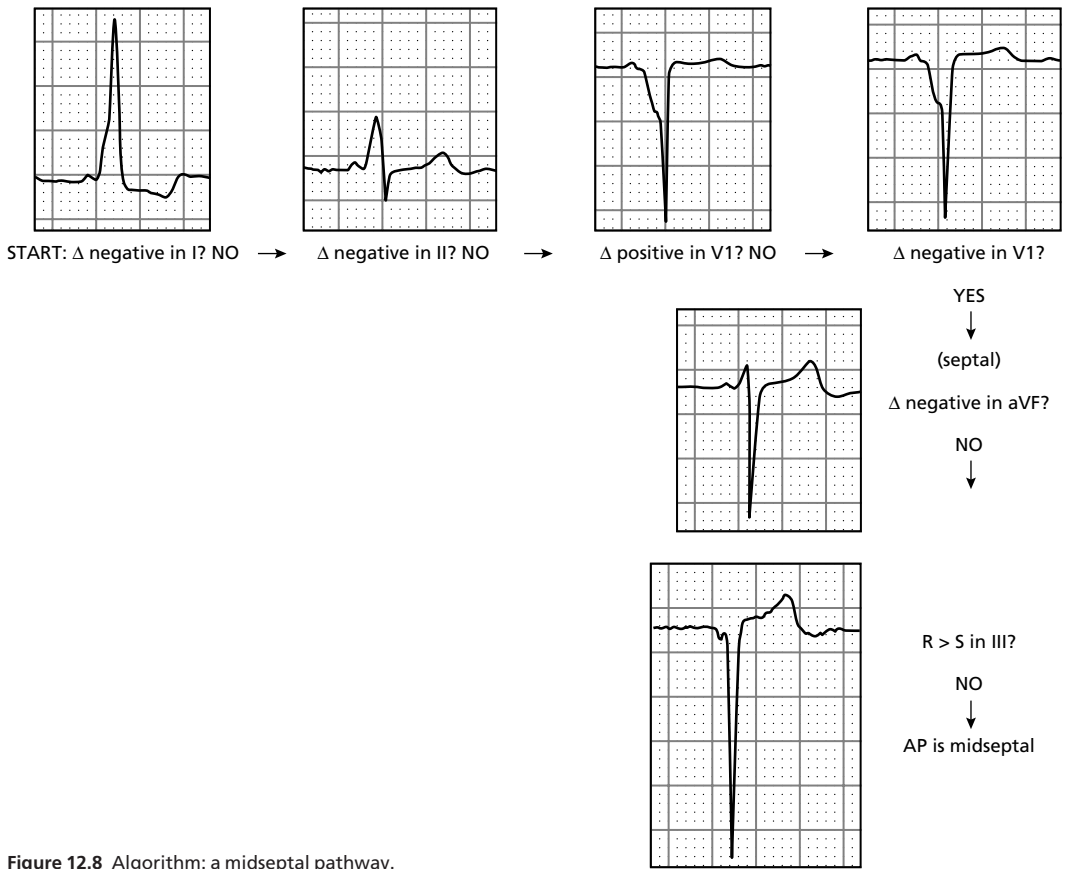 START: Δ negative in I? NO → Δ negative in II? NO → Δ positive in V1? NO → Δ negative in V1?
YES
↓
(septal)
Δ negative in aVF?
NO
↓
R > S in III?
NO
↓
AP is midseptal
Figure 12.8 Algorithm: a midseptal pathway.